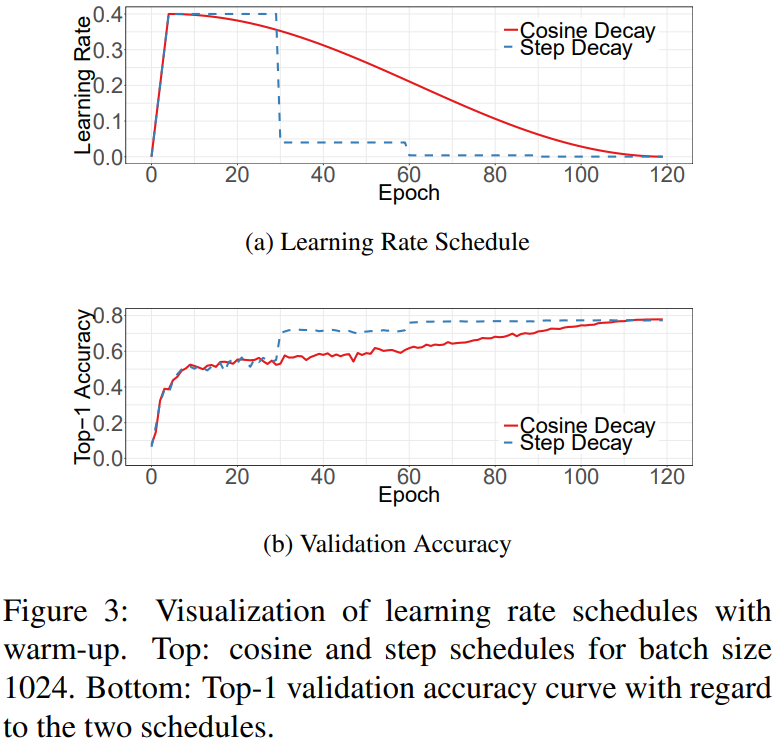 0.4
0.3
0.2
0.1
0.0
Learning Rate
Cosine Decay
Step Decay
0 20 40 60 80 100 120
Epoch
(a) Learning Rate Schedule
0.8
0.6
0.4
0.2
0.0
Top−1 Accuracy
Cosine Decay
Step Decay
0 20 40 60 80 100 120
Epoch
(b) Validation Accuracy
Figure 3: Visualization of learning rate schedules with
warm-up. Top: cosine and step schedules for batch size
1024. Bottom: Top-1 validation accuracy curve with regard
to the two schedules.